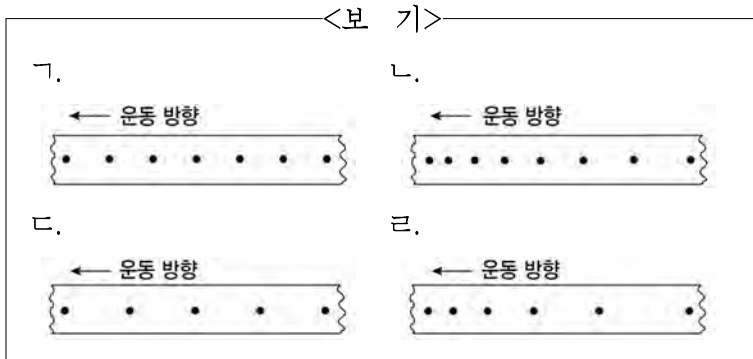 <보 기>
ㄱ. ㄴ.
← 운동 방향 ← 운동 방향
ㄷ. ㄹ.
← 운동 방향 ← 운동 방향